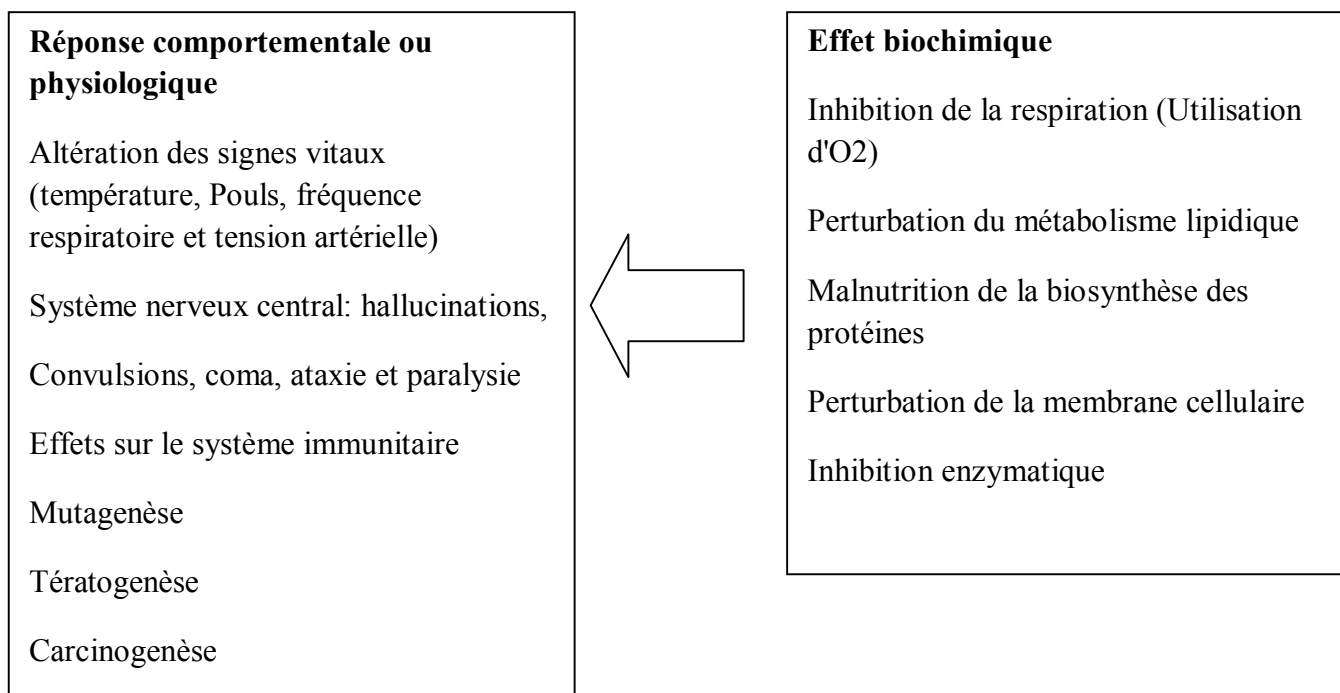 Réponse comportementale ou
physiologique
Altération des signes vitaux
(température, Pouls, fréquence
respiratoire et tension artérielle)
Système nerveux central: hallucinations,
Convulsions, coma, ataxie et paralysie
Effets sur le système immunitaire
Mutagenèse
Tératogenèse
Carcinogenèse
Effet biochimique
Inhibition de la respiration (Utilisation
d'O2)
Perturbation du métabolisme lipidique
Malnutrition de la biosynthèse des
protéines
Perturbation de la membrane cellulaire
Inhibition enzymatique